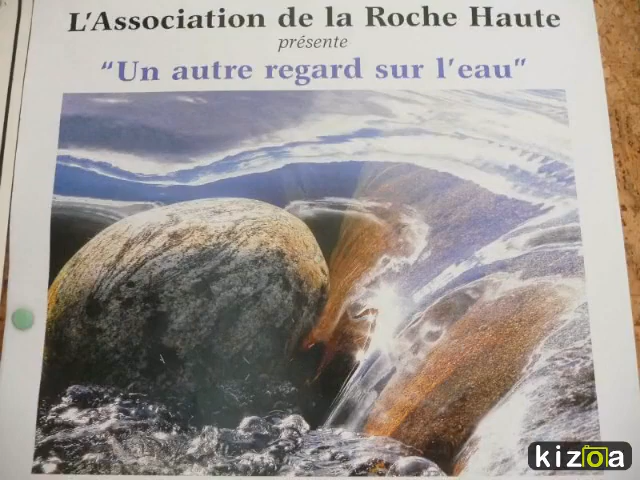 L'Association de la Roche Haute
présente
"Un autre regard sur l'eau"
kizoa